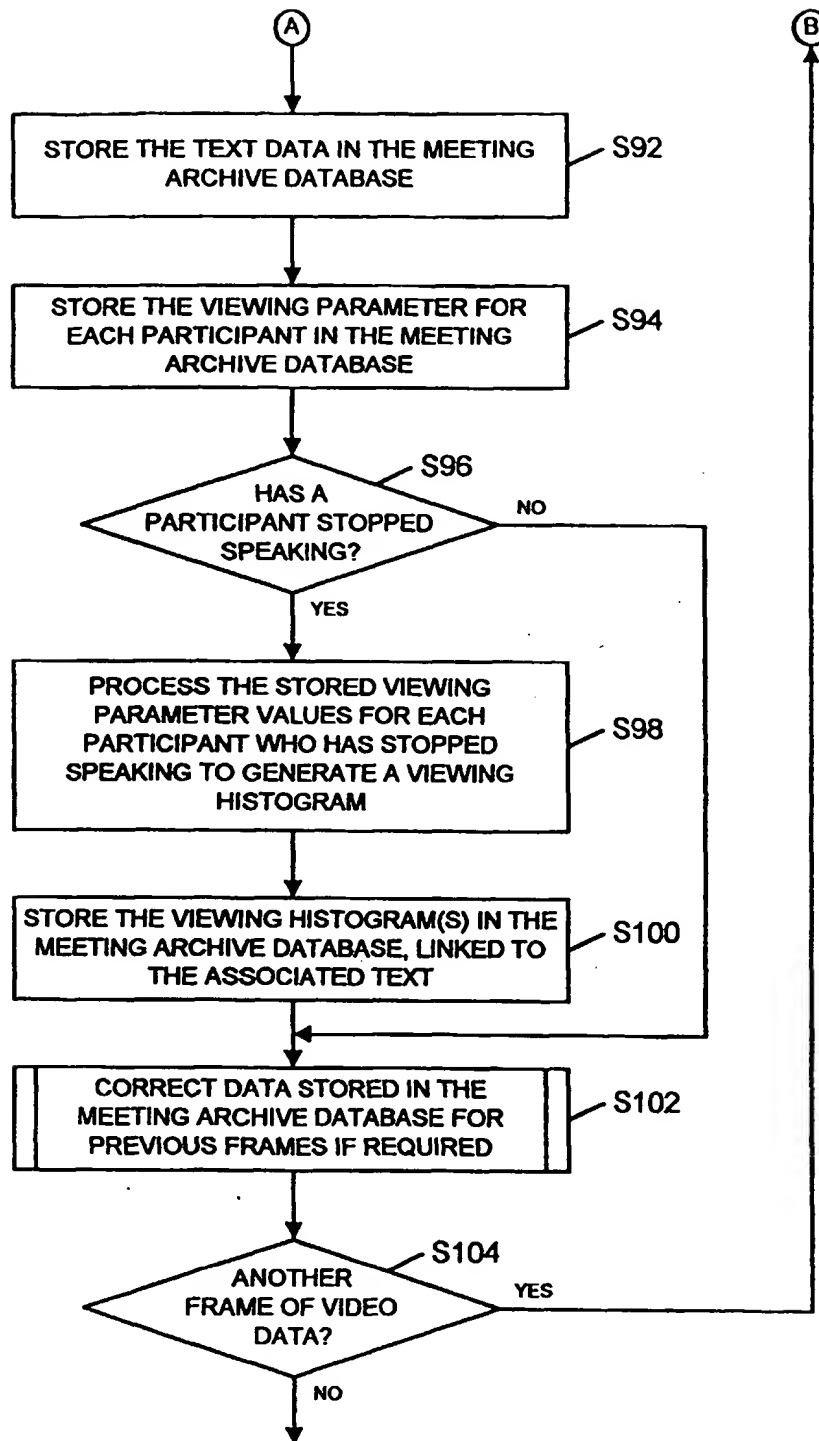 A
B
STORE THE TEXT DATA IN THE MEETING
ARCHIVE DATABASE
S92
STORE THE VIEWING PARAMETER FOR
EACH PARTICIPANT IN THE MEETING
ARCHIVE DATABASE
S94
S96
HAS A
PARTICIPANT STOPPED
SPEAKING?
NO
YES
PROCESS THE STORED VIEWING
PARAMETER VALUES FOR EACH
PARTICIPANT WHO HAS STOPPED
SPEAKING TO GENERATE A VIEWING
HISTOGRAM
S98
STORE THE VIEWING HISTOGRAM(S) IN THE
MEETING ARCHIVE DATABASE, LINKED TO
THE ASSOCIATED TEXT
S100
CORRECT DATA STORED IN THE
MEETING ARCHIVE DATABASE FOR
PREVIOUS FRAMES IF REQUIRED
S102
S104
ANOTHER
FRAME OF VIDEO
DATA?
YES
NO